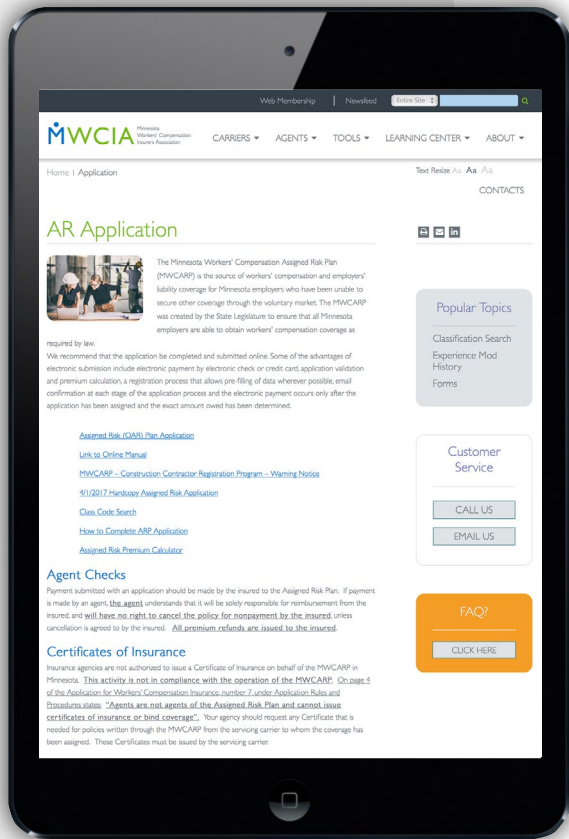 Web Membership | Newsfeed Entire Site
MWCIA Minnesota
Workers' Compensation
Insurers Association
CARRIERS AGENTS TOOLS LEARNING CENTER ABOUT
Home | Application
Text Resize Aa Aa Aa
CONTACTS
AR Application
The Minnesota Workers' Compensation Assigned Risk Plan
(MWCARP) is the source of workers' compensation and employers'
liability coverage for Minnesota employers who have been unable to
secure other coverage through the voluntary market. The MWCARP
was created by the State Legislature to ensure that all Minnesota
employers are able to obtain workers' compensation coverage as
required by law.
We recommend that the application be completed and submitted online. Some of the advantages of
electronic submission include electronic payment by electronic check or credit card, application validation
and premium calculation, a registration process that allows pre-filling of data wherever possible, email
confirmation at each stage of the application process and the electronic payment occurs only after the
application has been assigned and the exact amount owed has been determined.
Assigned Risk (OAR) Plan Application
Link to Online Manual
MWCARP – Construction Contractor Registration Program – Warning Notice
4/1/2017 Hardcopy Assigned Risk Application
Class Code Search
How to Complete ARP Application
Assigned Risk Premium Calculator
Agent Checks
Payment submitted with an application should be made by the insured to the Assigned Risk Plan. If payment
is made by an agent, the agent understands that it will be solely responsible for reimbursement from the
insured, and will have no right to cancel the policy for nonpayment by the insured, unless
cancellation is agreed to by the insured. All premium refunds are issued to the insured.
Certificates of Insurance
Insurance agencies are not authorized to issue a Certificate of Insurance on behalf of the MWCARP in
Minnesota. This activity is not in compliance with the operation of the MWCARP. On page 4
of the Application for Workers' Compensation Insurance, number 7, under Application Rules and
Procedures states: "Agents are not agents of the Assigned Risk Plan and cannot issue
certificates of insurance or bind coverage". Your agency should request any Certificate that is
needed for policies written through the MWCARP from the servicing carrier to whom the coverage has
been assigned. These Certificates must be issued by the servicing carrier.
in
Popular Topics
Classification Search
Experience Mod
History
Forms
Customer
Service
CALL US
EMAIL US
FAQ?
CLICK HERE